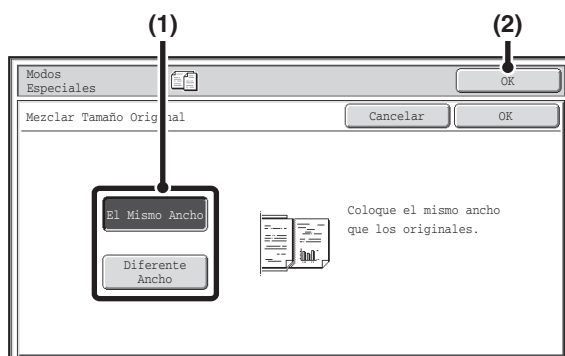 (1) (2)
Modos
Especiales
OK
Mezclar Tamaño Original
Cancelar
OK
El Mismo Ancho
Coloque el mismo ancho
que los originales.
Diferente
Ancho